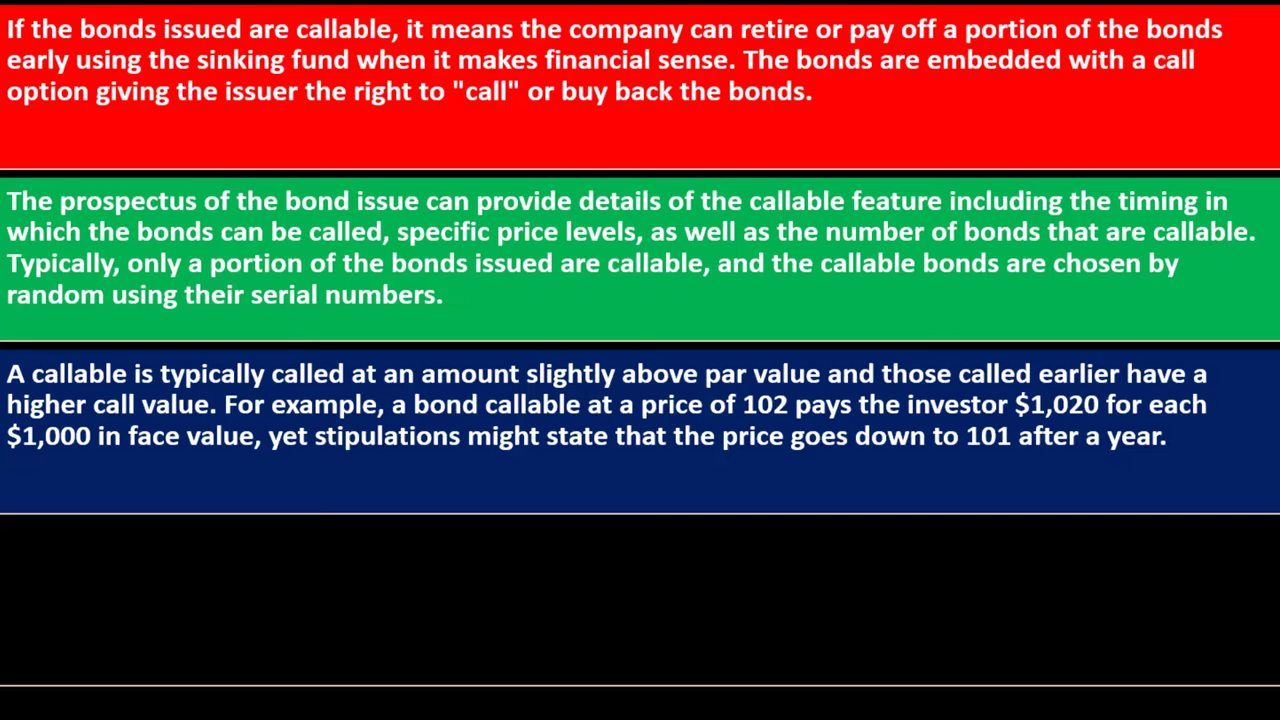 If the bonds issued are callable, it means the company can retire or pay off a portion of the bonds
early using the sinking fund when it makes financial sense. The bonds are embedded with a call
option giving the issuer the right to "call" or buy back the bonds.
The prospectus of the bond issue can provide details of the callable feature including the timing in
which the bonds can be called, specific price levels, as well as the number of bonds that are callable.
Typically, only a portion of the bonds issued are callable, and the callable bonds are chosen by
random using their serial numbers.
A callable is typically called at an amount slightly above par value and those called earlier have a
higher call value. For example, a bond callable at a price of 102 pays the investor $1,020 for each
$1,000 in face value, yet stipulations might state that the price goes down to 101 after a year.